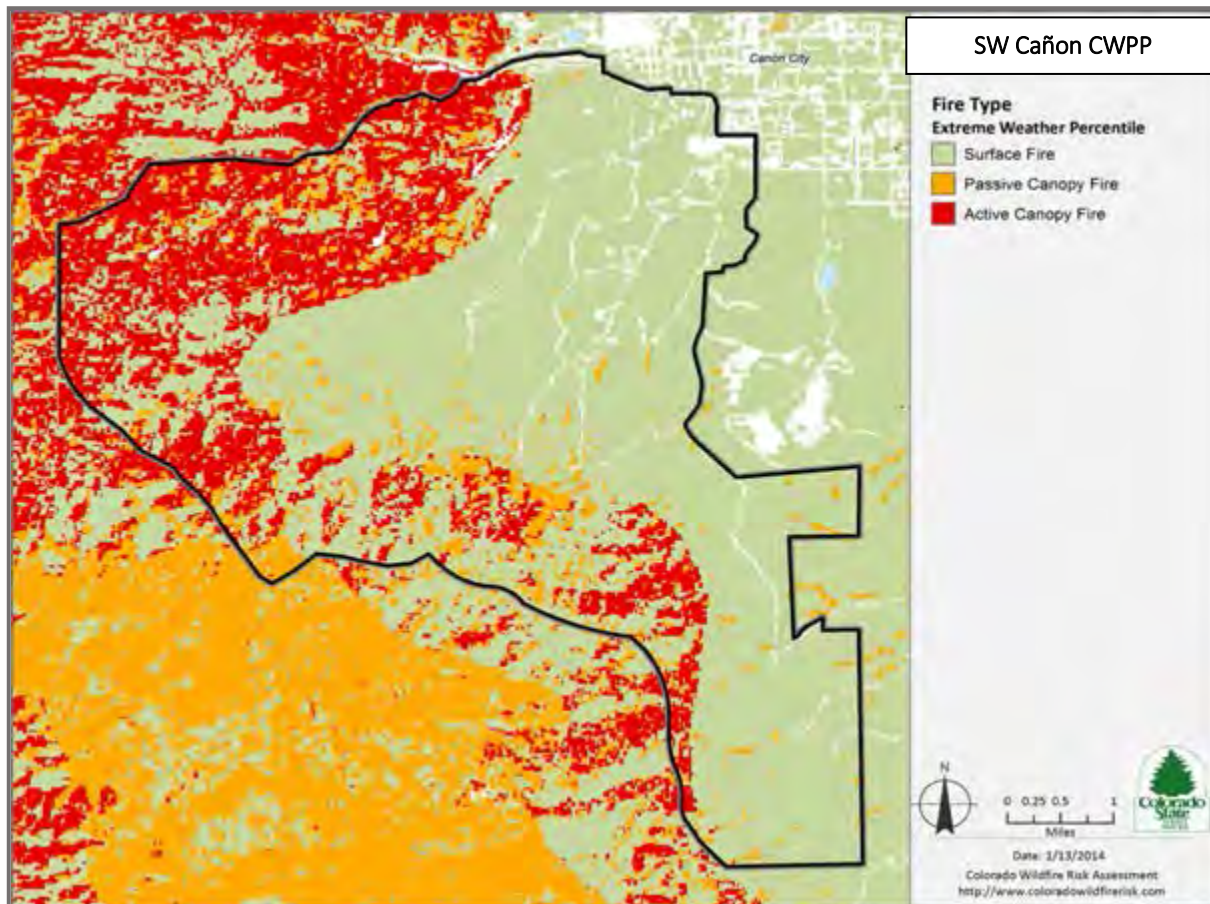 SW Cañon CWPP
Canon City
Fire Type
Extreme Weather Percentile
Surface Fire
Passive Canopy Fire
Active Canopy Fire
N
0 0.25 0.5 1
Miles
Colorado
State
Date: 1/13/2014
Colorado Wildfire Risk Assessment
http://www.coloradowildfirerisk.com